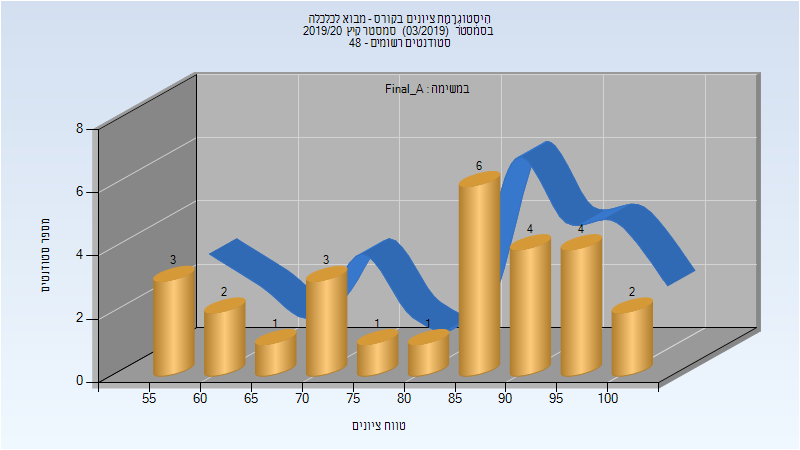 היסטוגרמת ציונים בקורס - מבוא לכלכלה
בסמסטר (03/2019) סמסטר קיץ 2019/20
סטודנטים רשומים - 48
במשימה : Final_A
מספר סטודנטים
8
6
4
2
0
3
2
1
3
1
1
6
4
4
2
55 60 65 70 75 80 85 90 95 100
טווח ציונים